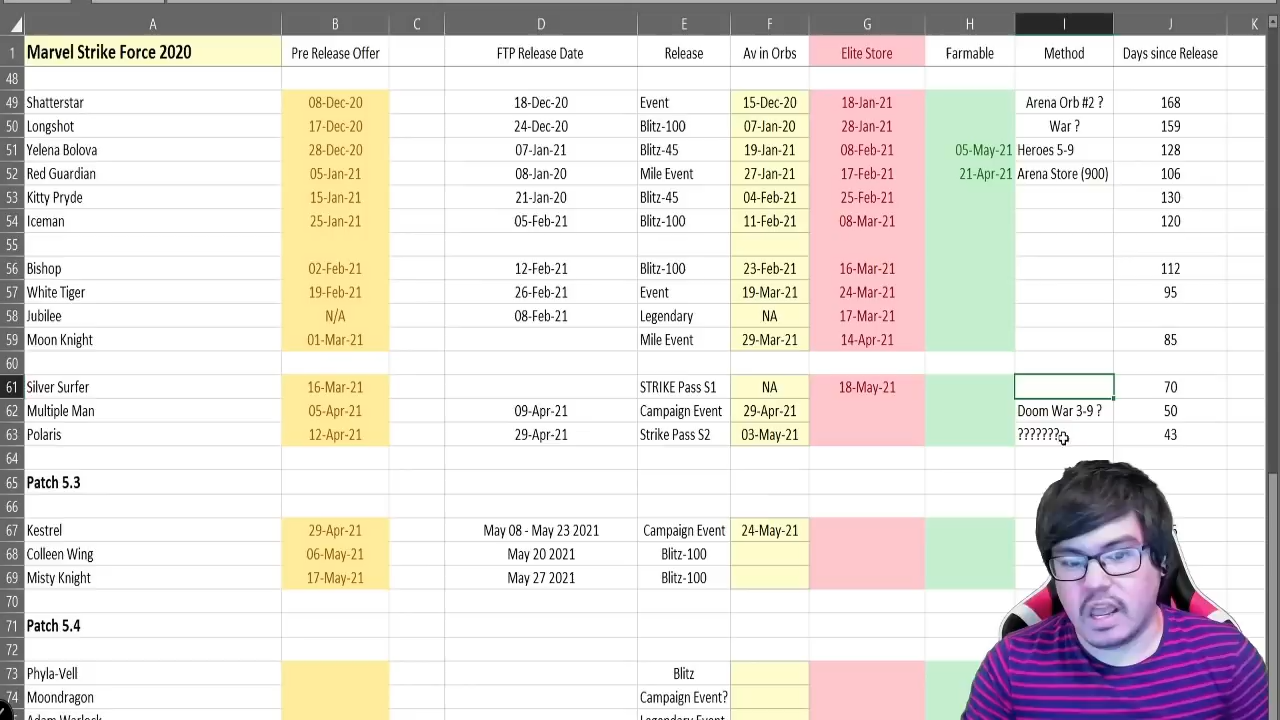 A B C D E F G H I J K
1 Marvel Strike Force 2020 Pre Release Offer FTP Release Date Release Av in Orbs Elite Store Farmable Method Days since Release
48
49 Shatterstar 08-Dec-20 18-Dec-20 Event 15-Dec-20 18-Jan-21 Arena Orb #2 ? 168
50 Longshot 17-Dec-20 24-Dec-20 Blitz-100 07-Jan-20 28-Jan-21 War ? 159
51 Yelena Bolova 28-Dec-20 07-Jan-21 Blitz-45 19-Jan-21 08-Feb-21 05-May-21 Heroes 5-9 128
52 Red Guardian 05-Jan-21 08-Jan-20 Mile Event 27-Jan-21 17-Feb-21 21-Apr-21 Arena Store (900) 106
53 Kitty Pryde 15-Jan-21 21-Jan-20 Blitz-45 04-Feb-21 25-Feb-21 130
54 Iceman 25-Jan-21 05-Feb-21 Blitz-100 11-Feb-21 08-Mar-21 120
55
56 Bishop 02-Feb-21 12-Feb-21 Blitz-100 23-Feb-21 16-Mar-21 112
57 White Tiger 19-Feb-21 26-Feb-21 Event 19-Mar-21 24-Mar-21 95
58 Jubilee N/A 08-Feb-21 Legendary NA 17-Mar-21
59 Moon Knight 01-Mar-21 Mile Event 29-Mar-21 14-Apr-21 85
60
61 Silver Surfer 16-Mar-21 STRIKE Pass S1 NA 18-May-21 70
62 Multiple Man 05-Apr-21 09-Apr-21 Campaign Event 29-Apr-21 Doom War 3-9 ? 50
63 Polaris 12-Apr-21 29-Apr-21 Strike Pass S2 03-May-21 ??????? 43
64
65 Patch 5.3
66
67 Kestrel 29-Apr-21 May 08 - May 23 2021 Campaign Event 24-May-21
68 Colleen Wing 06-May-21 May 20 2021 Blitz-100
69 Misty Knight 17-May-21 May 27 2021 Blitz-100
70
71 Patch 5.4
72
73 Phyla-Vell Blitz
74 Moondragon Campaign Event?
Adam Warlock Legendary Event